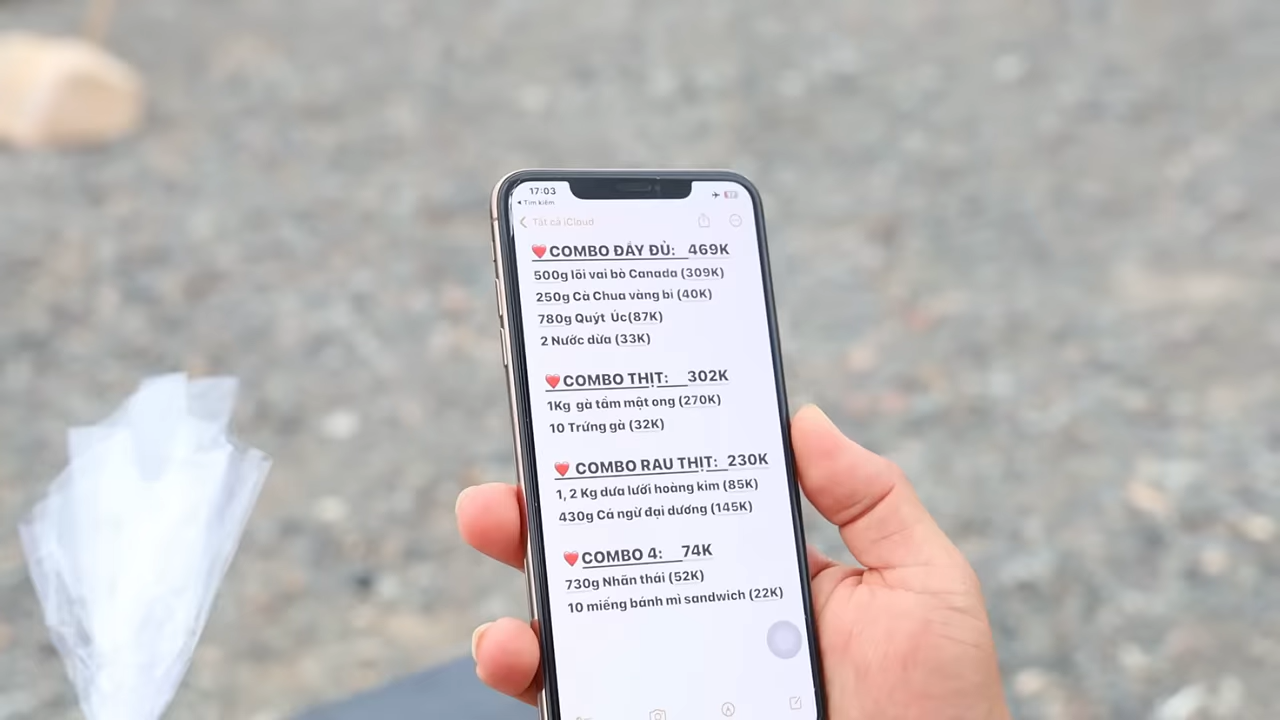 17:03
◂ Tìm kiếm
Tất cả iCloud
❤️COMBO ĐẦY ĐỦ: 469K
500g lõi vai bò Canada (309K)
250g Cà Chua vàng bi (40K)
780g Quýt Úc(87K)
2 Nước dừa (33K)
❤️COMBO THỊT: 302K
1Kg gà tẩm mật ong (270K)
10 Trứng gà (32K)
❤️ COMBO RAU THỊT: 230K
1, 2 Kg dưa lưới hoàng kim (85K)
430g Cá ngừ đại dương (145K)
❤️COMBO 4: 74K
730g Nhãn thái (52K)
10 miếng bánh mì sandwich (22K)